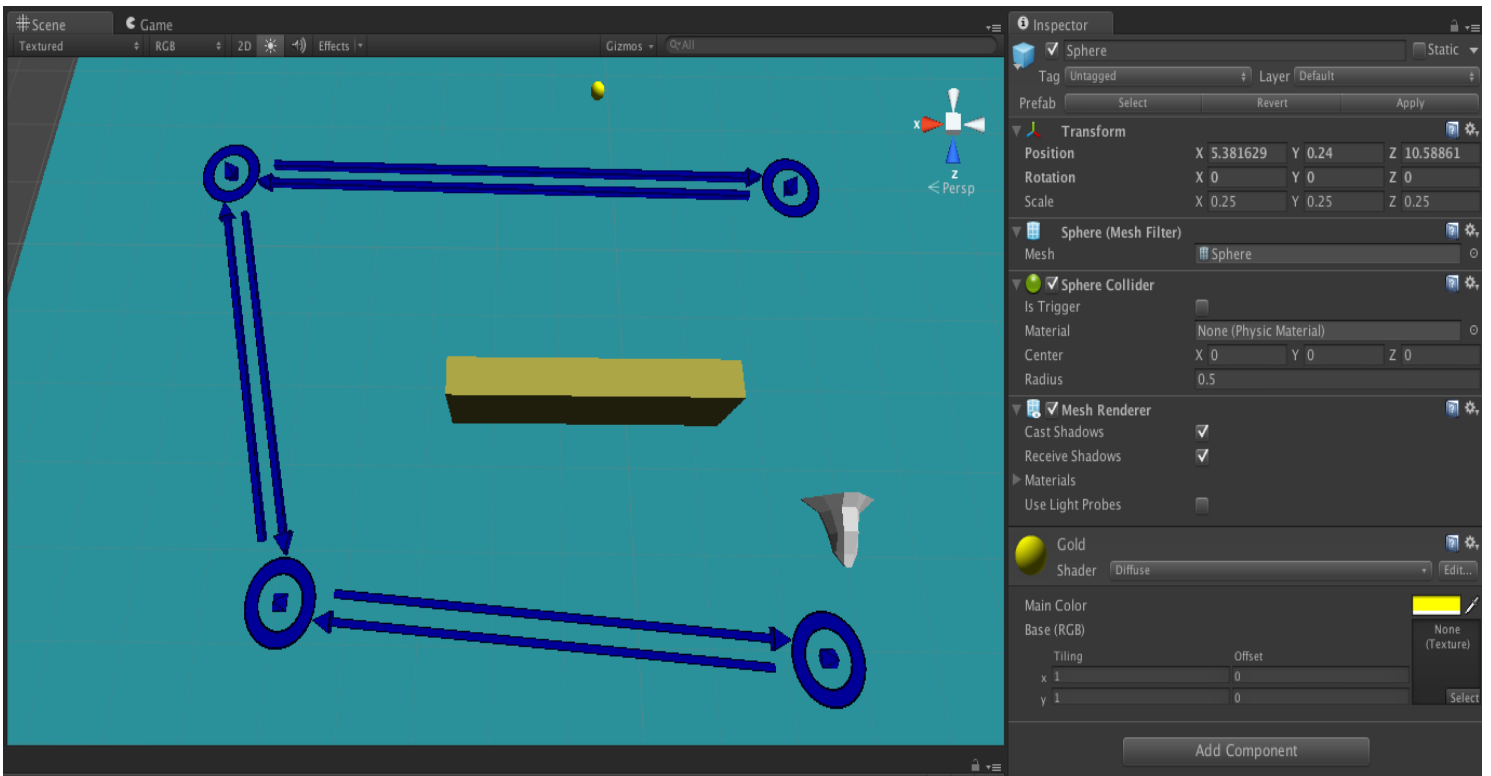 Scene Game
Textured RGB 2D Effects Gizmos All
x
z
Persp
Inspector
Sphere Static
Tag Untagged Layer Default
Prefab Select Revert Apply
Transform
Position X 5.381629 Y 0.24 Z 10.58861
Rotation X 0 Y 0 Z 0
Scale X 0.25 Y 0.25 Z 0.25
Sphere (Mesh Filter)
Mesh Sphere
Sphere Collider
Is Trigger
Material None (Physic Material)
Center X 0 Y 0 Z 0
Radius 0.5
Mesh Renderer
Cast Shadows
Receive Shadows
Materials
Use Light Probes
Gold
Shader Diffuse Edit...
Main Color
Base (RGB) None
(Texture)
Tiling Offset
x 1 0
y 1 0 Select
Add Component